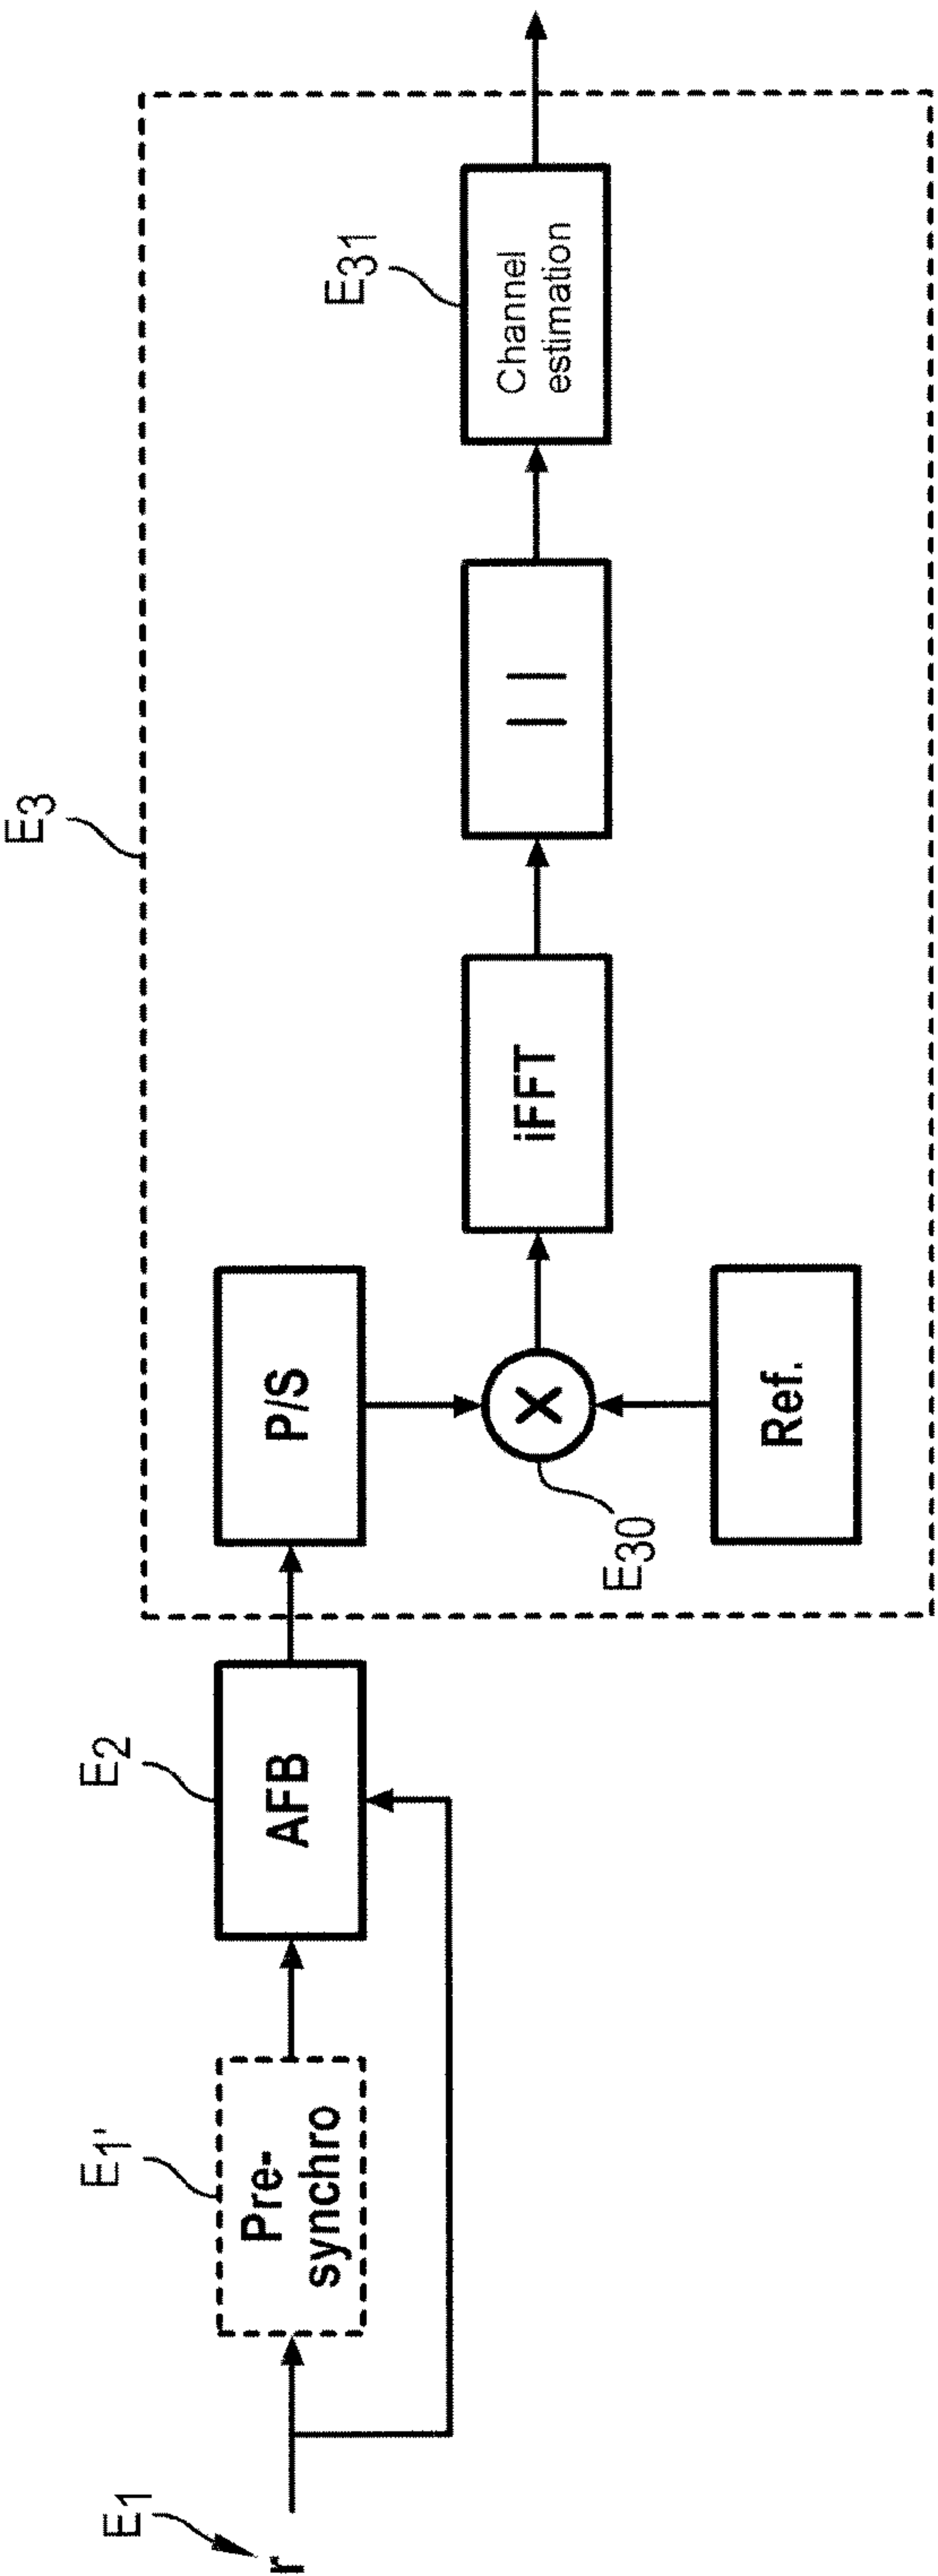 E3
E1
r
E1'
Pre-
synchro
E2
AFB
P/S
X
E30
Ref.
iFFT
| |
E31
Channel
estimation